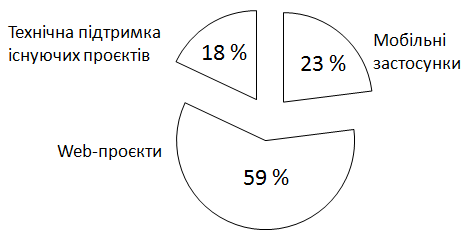 Технічна підтримка
існуючих проєктів
18 %
Мобільні
застосунки
23 %
Web-проєкти
59 %